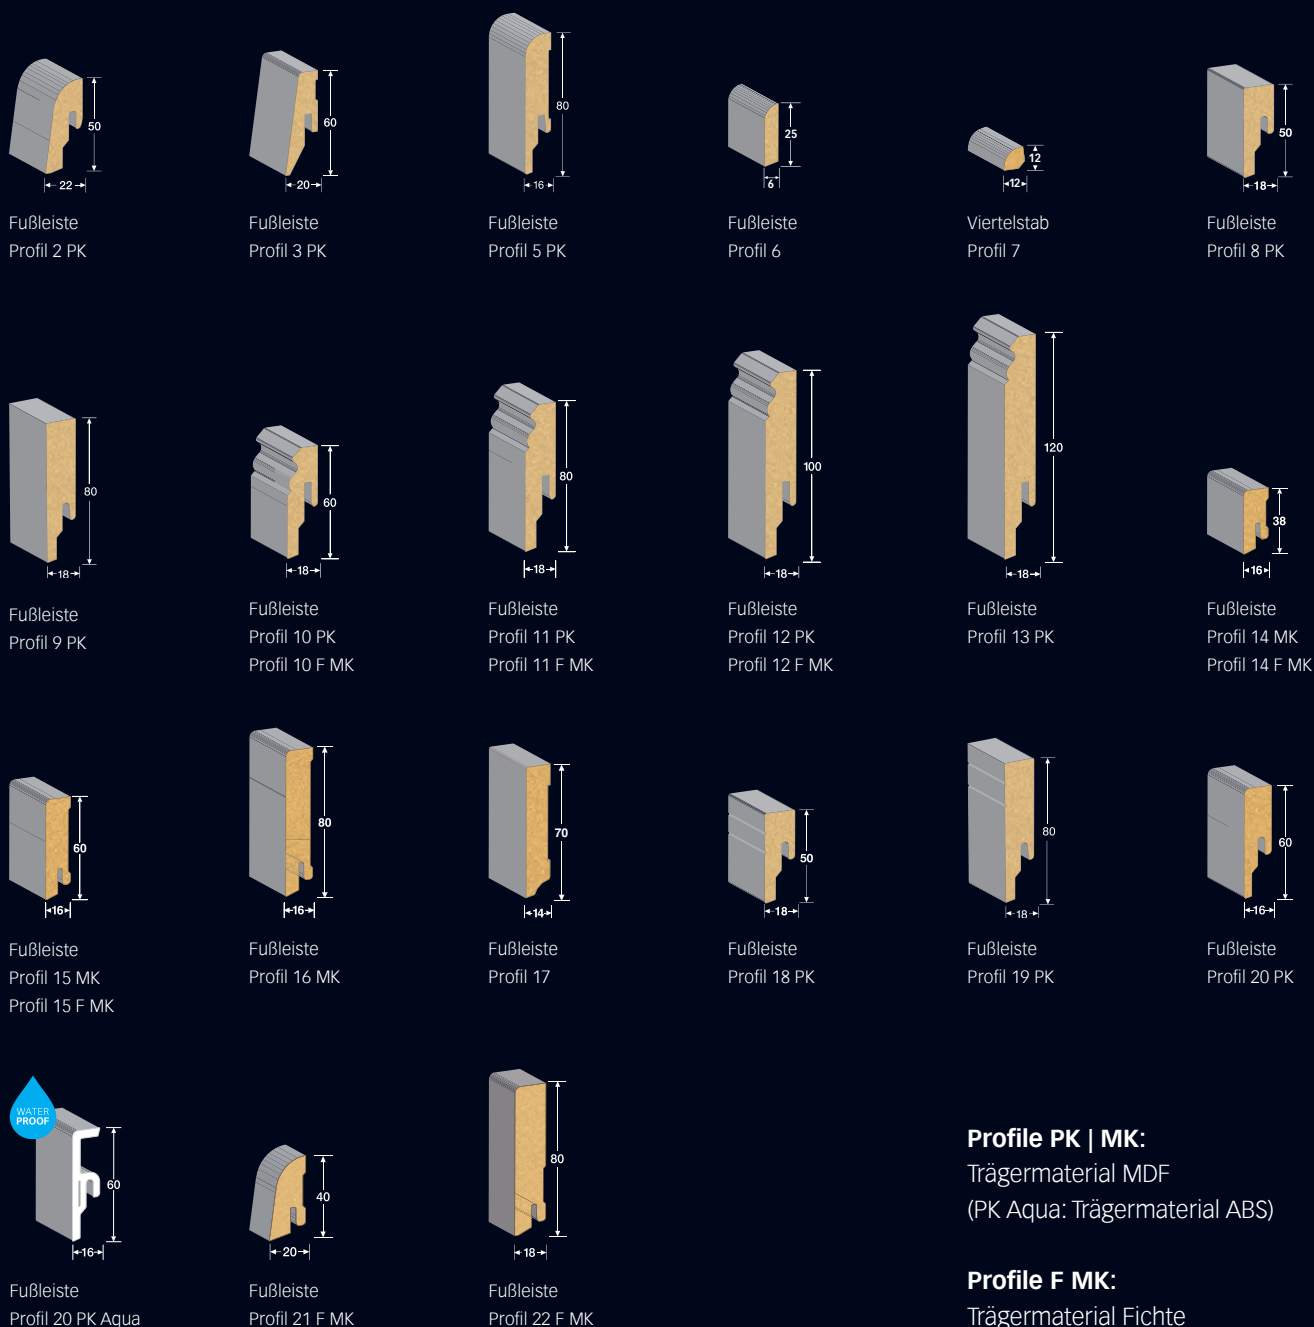 50
22
Fußleiste
Profil 2 PK
60
20
Fußleiste
Profil 3 PK
80
16
Fußleiste
Profil 5 PK
25
6
Fußleiste
Profil 6
12
12
Viertelstab
Profil 7
50
18
Fußleiste
Profil 8 PK
80
18
Fußleiste
Profil 9 PK
60
18
Fußleiste
Profil 10 PK
Profil 10 F MK
80
18
Fußleiste
Profil 11 PK
Profil 11 F MK
100
18
Fußleiste
Profil 12 PK
Profil 12 F MK
120
18
Fußleiste
Profil 13 PK
38
16
Fußleiste
Profil 14 MK
Profil 14 F MK
60
16
Fußleiste
Profil 15 MK
Profil 15 F MK
80
16
Fußleiste
Profil 16 MK
70
14
Fußleiste
Profil 17
50
18
Fußleiste
Profil 18 PK
80
18
Fußleiste
Profil 19 PK
60
16
Fußleiste
Profil 20 PK
WATER
PROOF
60
16
Fußleiste
Profil 20 PK Aqua
40
20
Fußleiste
Profil 21 F MK
80
18
Fußleiste
Profil 22 F MK
Profile PK | MK:
Trägermaterial MDF
(PK Aqua: Trägermaterial ABS)
Profile F MK:
Trägermaterial Fichte